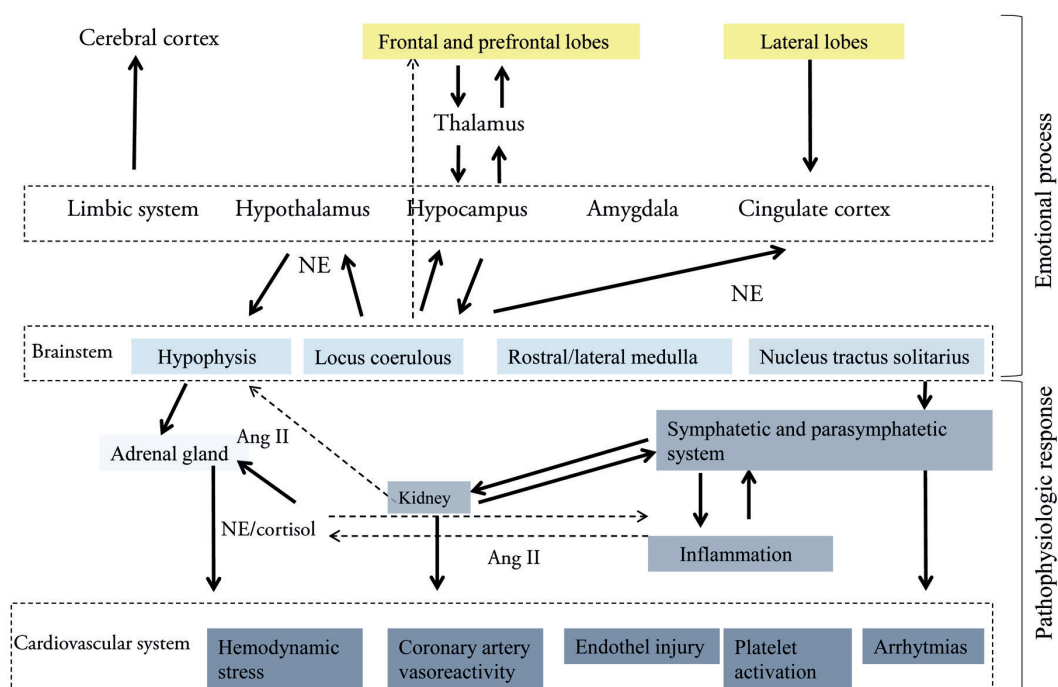 Cerebral cortex
Frontal and prefrontal lobes
Lateral lobes
Thalamus
Limbic system
Hypothalamus
Hypocampus
Amygdala
Cingulate cortex
NE
NE
Emotional process
Brainstem
Hypophysis
Locus coerulous
Rostral/lateral medulla
Nucleus tractus solitarius
Ang II
Adrenal gland
Symphatetic and parasymphatetic
system
Kidney
NE/cortisol
Ang II
Inflammation
Pathophysiologic response
Cardiovascular system
Hemodynamic
stress
Coronary artery
vasoreactivity
Endothel injury
Platelet
activation
Arrhytmias